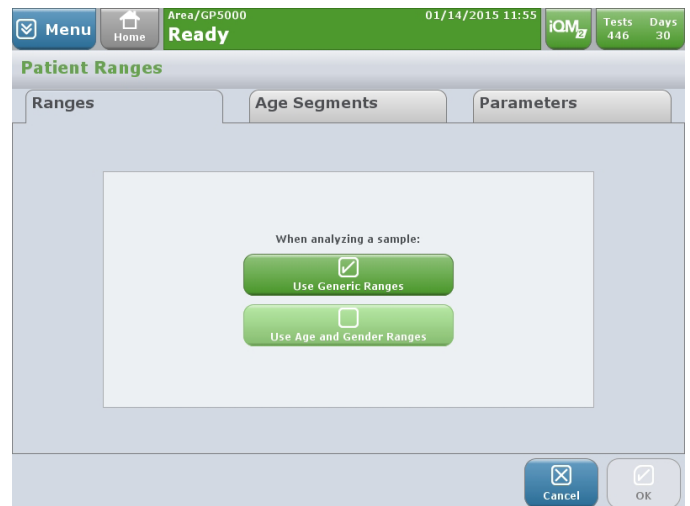 Menu
Home
Area/GP5000
01/14/2015 11:55
Ready
iQM2
Tests Days
446 30
Patient Ranges
Ranges
Age Segments
Parameters
When analyzing a sample:
Use Generic Ranges
Use Age and Gender Ranges
Cancel
OK